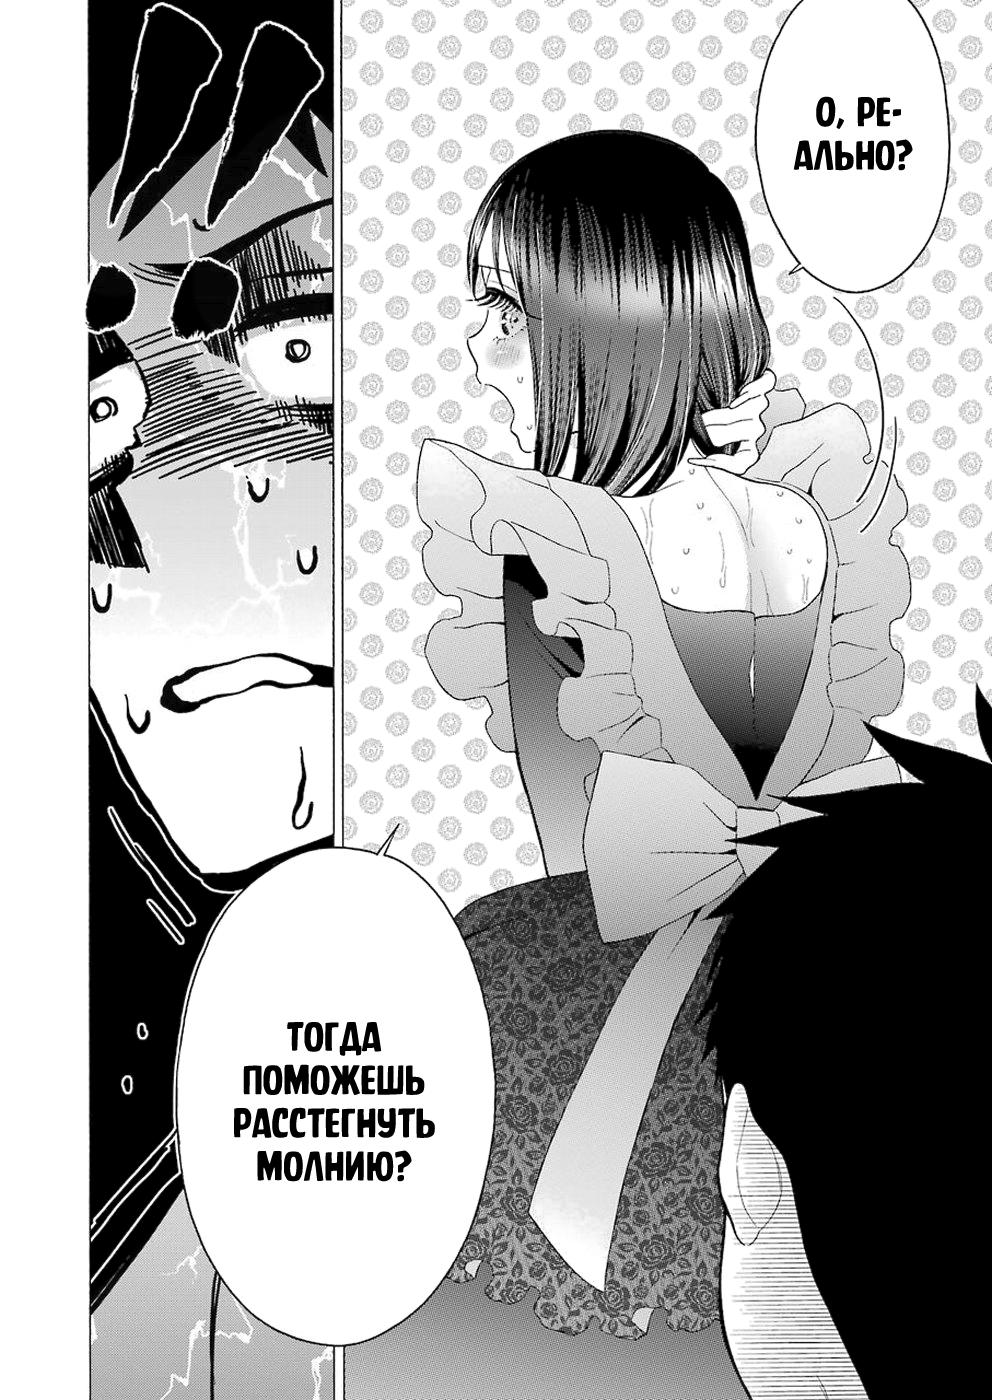 О, РЕ-
АЛЬНО?
ТОГДА
ПОМОЖЕШЬ
РАССТЕГНУТЬ
МОЛНИЮ?